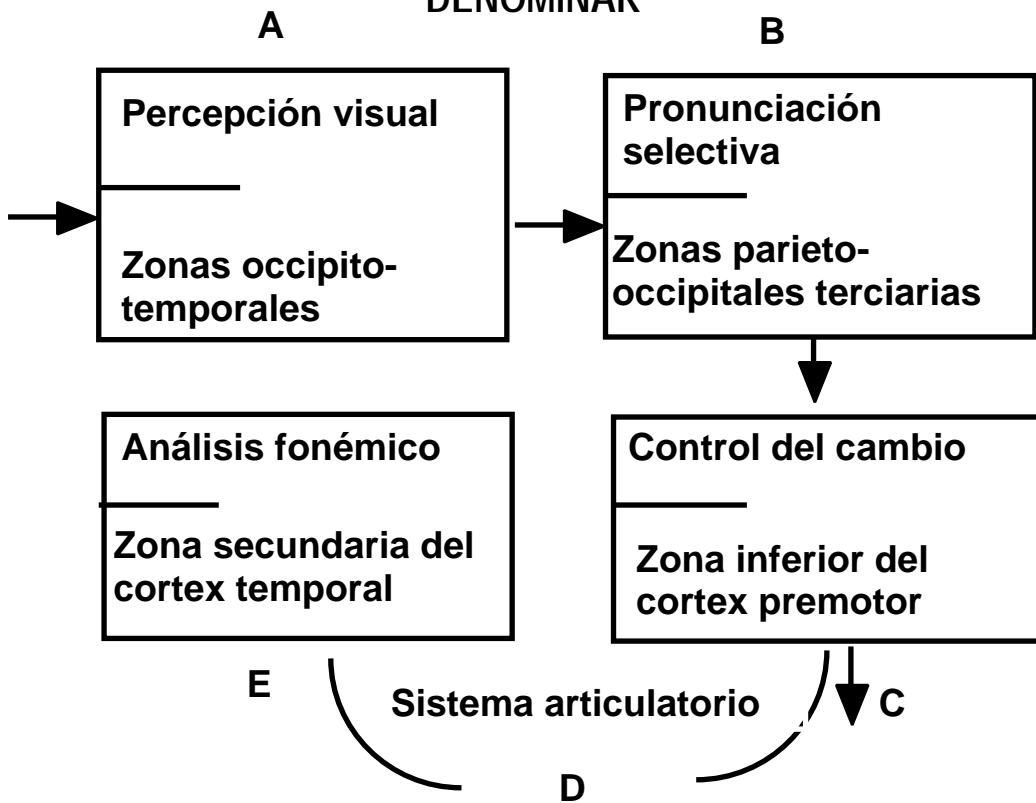 DENOMINAR
A
B
Percepción visual
Zonas occipito-
temporales
Pronunciación
selectiva
Zonas parieto-
occipitales terciarias
Análisis fonémico
Zona secundaria del
cortex temporal
Control del cambio
Zona inferior del
cortex premotor
E
Sistema articulatorio
C
D